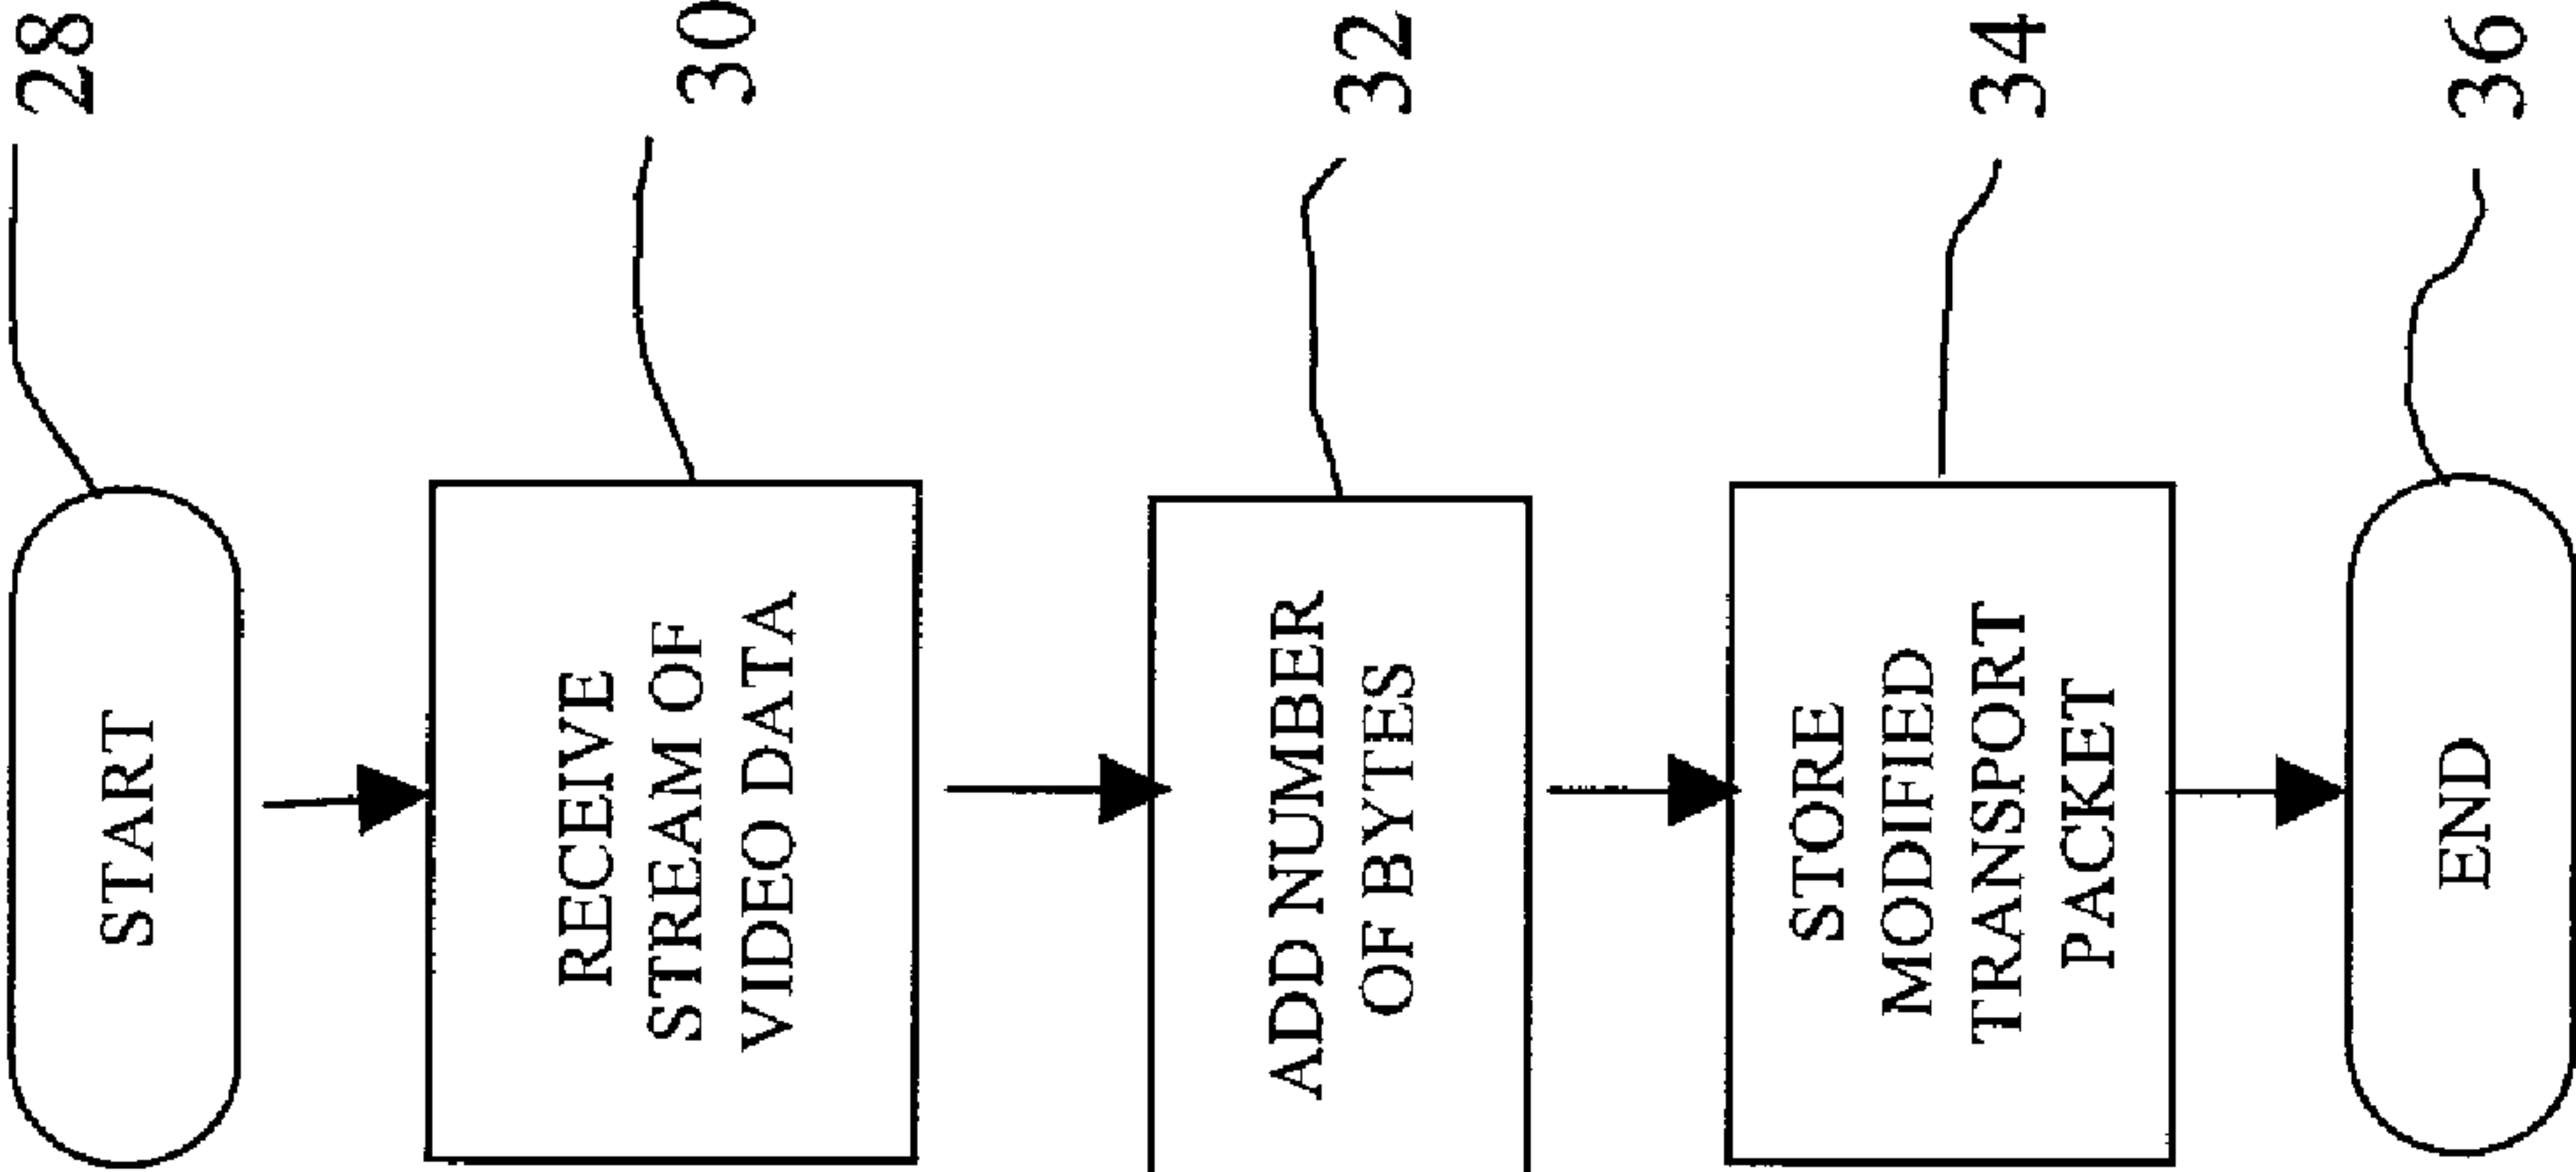 START
28
RECEIVE
STREAM OF
VIDEO DATA
30
ADD NUMBER
OF BYTES
32
STORE
MODIFIED
TRANSPORT
PACKET
34
END
36